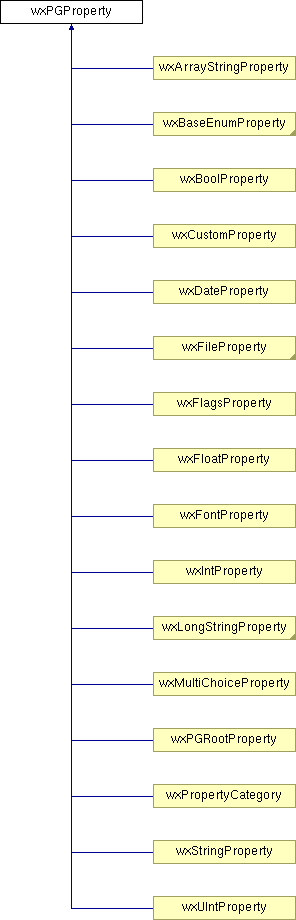 wxPGProperty
wxArrayStringProperty
wxBaseEnumProperty
wxBoolProperty
wxCustomProperty
wxDateProperty
wxFileProperty
wxFlagsProperty
wxFloatProperty
wxFontProperty
wxIntProperty
wxLongStringProperty
wxMultiChoiceProperty
wxPGRootProperty
wxPropertyCategory
wxStringProperty
wxUIntProperty